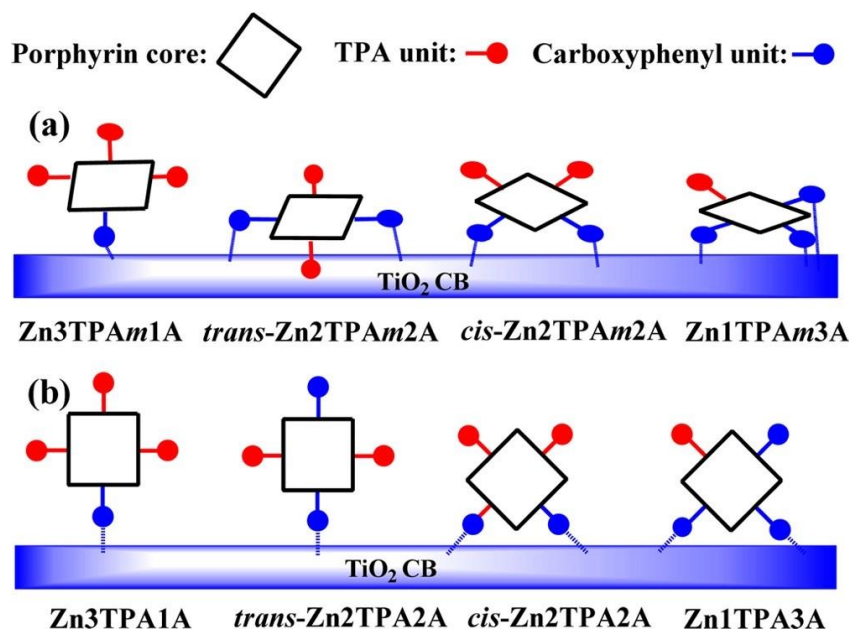 Porphyrin core: TPA unit: Carboxyphenyl unit:
(a)
TiO₂ CB
Zn3TPAm1A trans-Zn2TPAm2A cis-Zn2TPAm2A Zn1TPAm3A
(b)
TiO₂ CB
Zn3TPA1A trans-Zn2TPA2A cis-Zn2TPA2A Zn1TPA3A